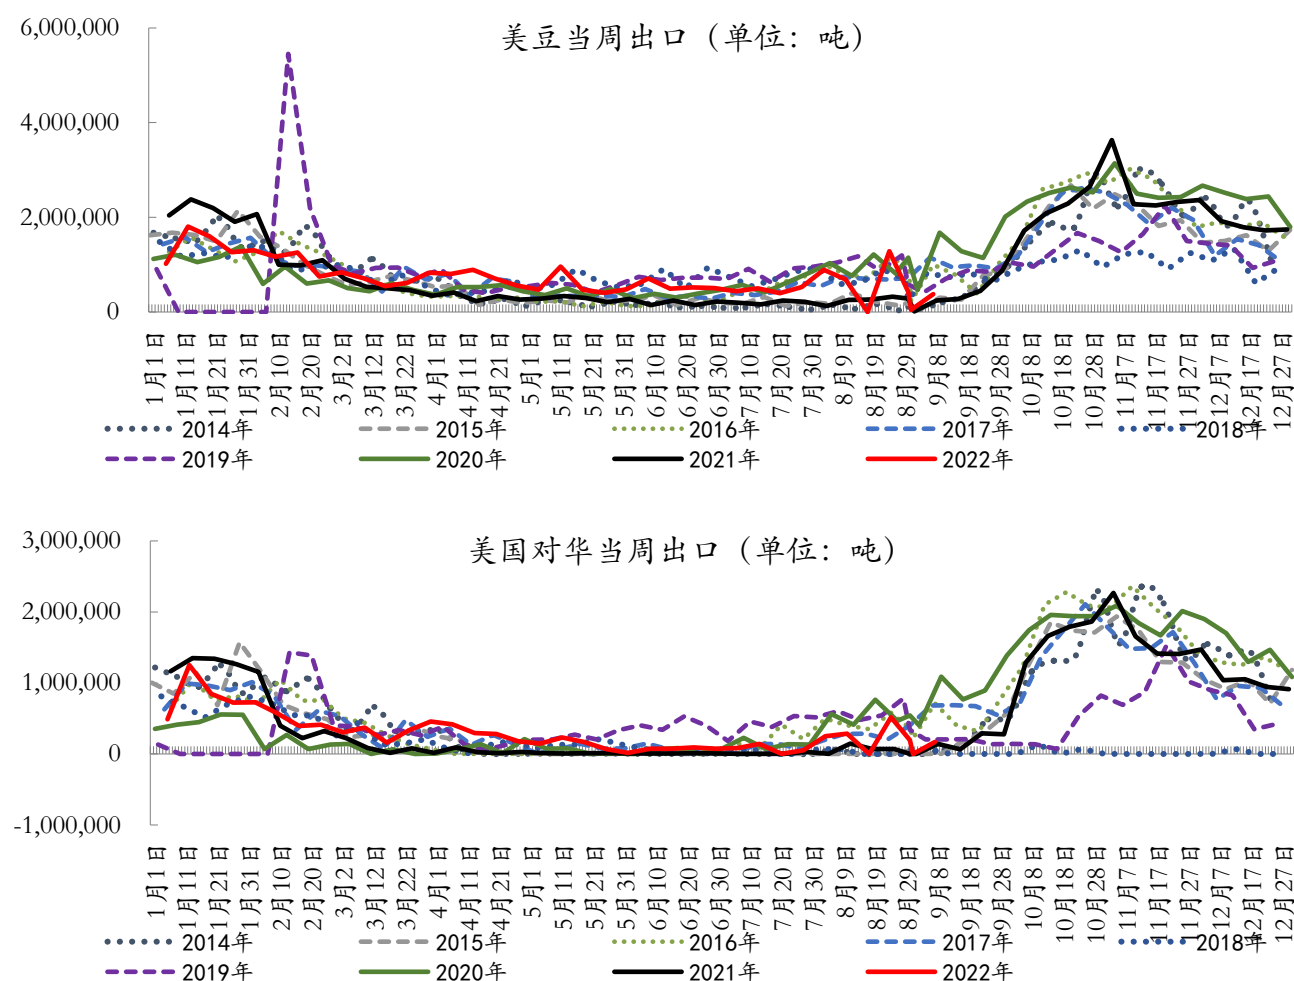 美豆当周出口（单位：吨）
6,000,000
4,000,000
2,000,000
0
1月1日 1月11日 1月21日 1月31日 2月10日 2月20日 3月2日 3月12日 3月22日 4月1日 4月11日 4月21日 5月1日 5月11日 5月21日 5月31日 6月10日 6月20日 6月30日 7月10日 7月20日 7月30日 8月9日 8月19日 8月29日 9月8日 9月18日 9月28日 10月8日 10月18日 10月28日 11月7日 11月17日 11月27日 12月7日 12月17日 12月27日
2014年 2015年 2016年 2017年 2018年
2019年 2020年 2021年 2022年
美国对华当周出口（单位：吨）
3,000,000
2,000,000
1,000,000
0
-1,000,000
1月1日 1月11日 1月21日 1月31日 2月10日 2月20日 3月2日 3月12日 3月22日 4月1日 4月11日 4月21日 5月1日 5月11日 5月21日 5月31日 6月10日 6月20日 6月30日 7月10日 7月20日 7月30日 8月9日 8月19日 8月29日 9月8日 9月18日 9月28日 10月8日 10月18日 10月28日 11月7日 11月17日 11月27日 12月7日 12月17日 12月27日
2014年 2015年 2016年 2017年 2018年
2019年 2020年 2021年 2022年